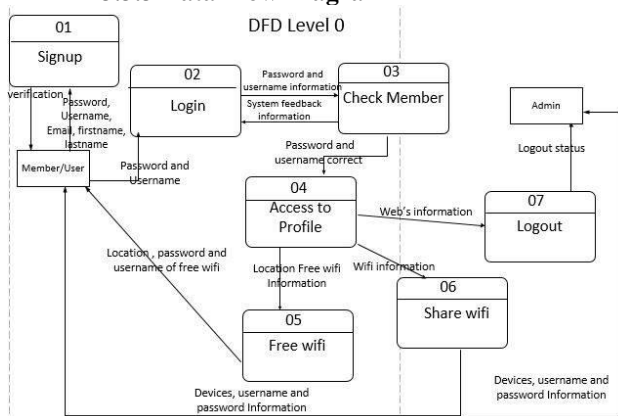 DFD Level 0
01
Signup
verification
Password,
Username,
Email, firstname,
lastname
Member/User
02
Login
Password and
Username
Password and
username information
System feedback
information
03
Check Member
Password and
username correct
04
Access to
Profile
Web's information
Admin
Logout status
07
Logout
Location , password and
username of free wifi
Location Free wifi
Information
Wifi information
05
Free wifi
06
Share wifi
Devices, username and
password Information
Devices, username and
password Information